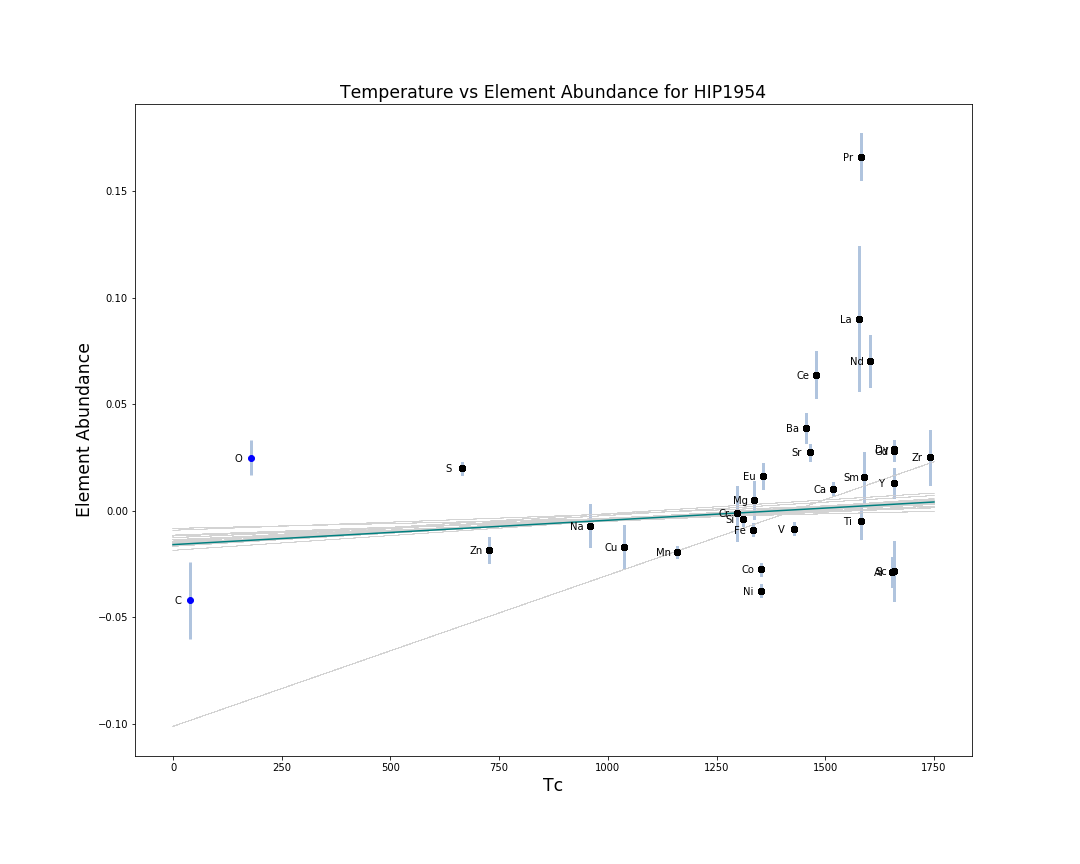 Temperature vs Element Abundance for HIP1954
Element Abundance
0.15
0.10
0.05
0.00
−0.05
−0.10
Pr
La
Nd
Ce
Ba
Sr
Dy
Zr
O
S
Eu
Sm
Y
Ca
Mg
Cr
Si
Ti
Na
Fe
V
Cu
Zn
Mn
Co
Sc
Al
Ni
C
0
250
500
750
1000
1250
1500
1750
Tc